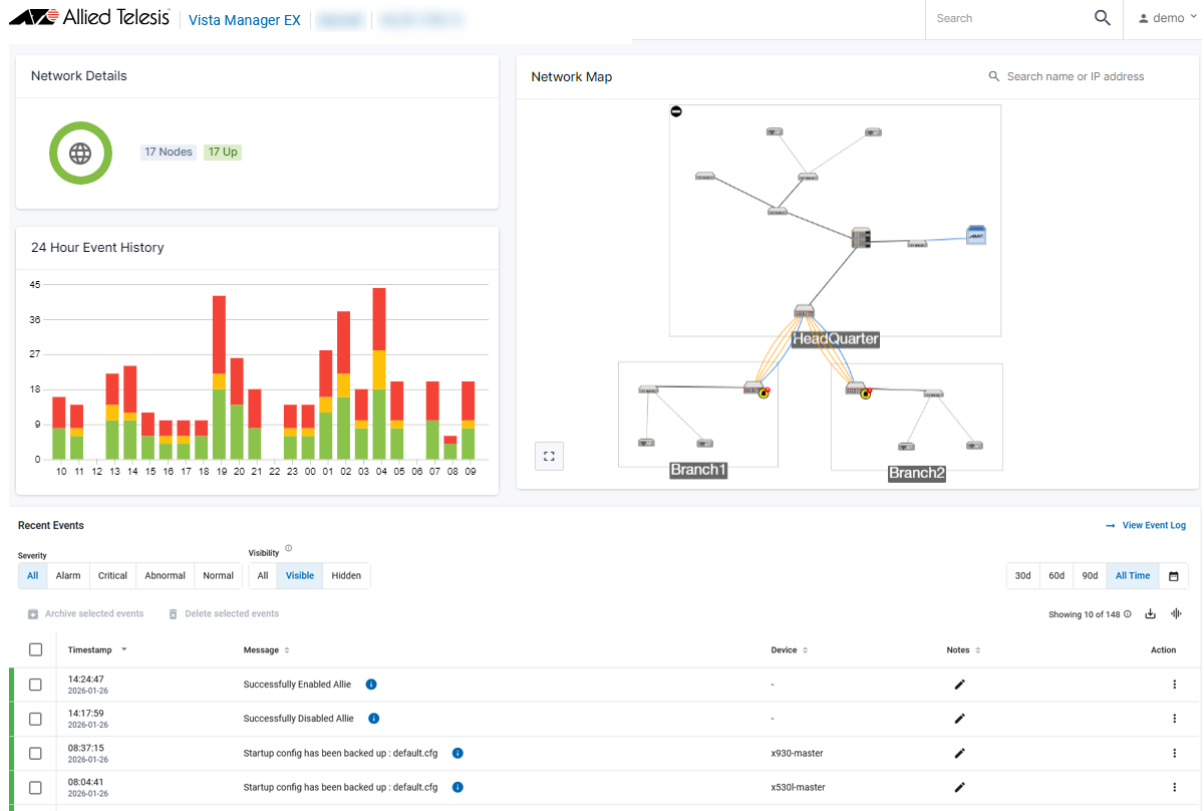 Allied Telesis Vista Manager EX
Search
demo
Network Details
17 Nodes 17 Up
Network Map
Search name or IP address
HeadQuarter
Branch1
Branch2
24 Hour Event History
45
36
27
18
9
0
10 11 12 13 14 15 16 17 18 19 20 21 22 23 00 01 02 03 04 05 06 07 08 09
Recent Events
View Event Log
Severity
All Alarm Critical Abnormal Normal
Visibility
All Visible Hidden
30d 60d 90d All Time
Archive selected events Delete selected events
Showing 10 of 148
Timestamp Message Device Notes Action
14:24:47
2026-01-26
Successfully Enabled Allie -
14:17:59
2026-01-26
Successfully Disabled Allie -
08:37:15
2026-01-26
Startup config has been backed up : default.cfg x930-master
08:04:41
2026-01-26
Startup config has been backed up : default.cfg x530l-master